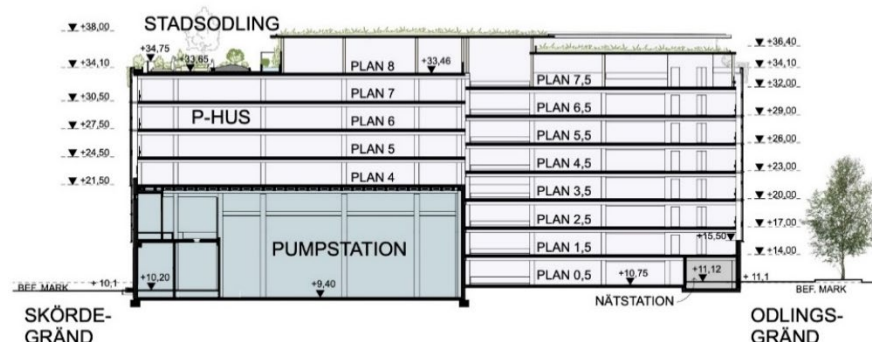 +38,00
STADSODLING
+34,75
+33,65
+36,40
+34,10
PLAN 8
+33,46
+34,10
PLAN 7,5
+32,00
+30,50
PLAN 7
PLAN 6,5
+29,00
P-HUS
+27,50
PLAN 6
PLAN 5,5
+26,00
+24,50
PLAN 5
PLAN 4,5
+23,00
+21,50
PLAN 4
PLAN 3,5
+20,00
PLAN 2,5
+17,00
+15,50
PUMPSTATION
PLAN 1,5
+14,00
+ 10,1
+10,20
PLAN 0,5
+10,75
+11,12
+ 11,1
BEF. MARK
+9,40
BEF. MARK
NÄTSTATION
SKÖRDE-
GRÄND
ODLINGS-
GRÄND